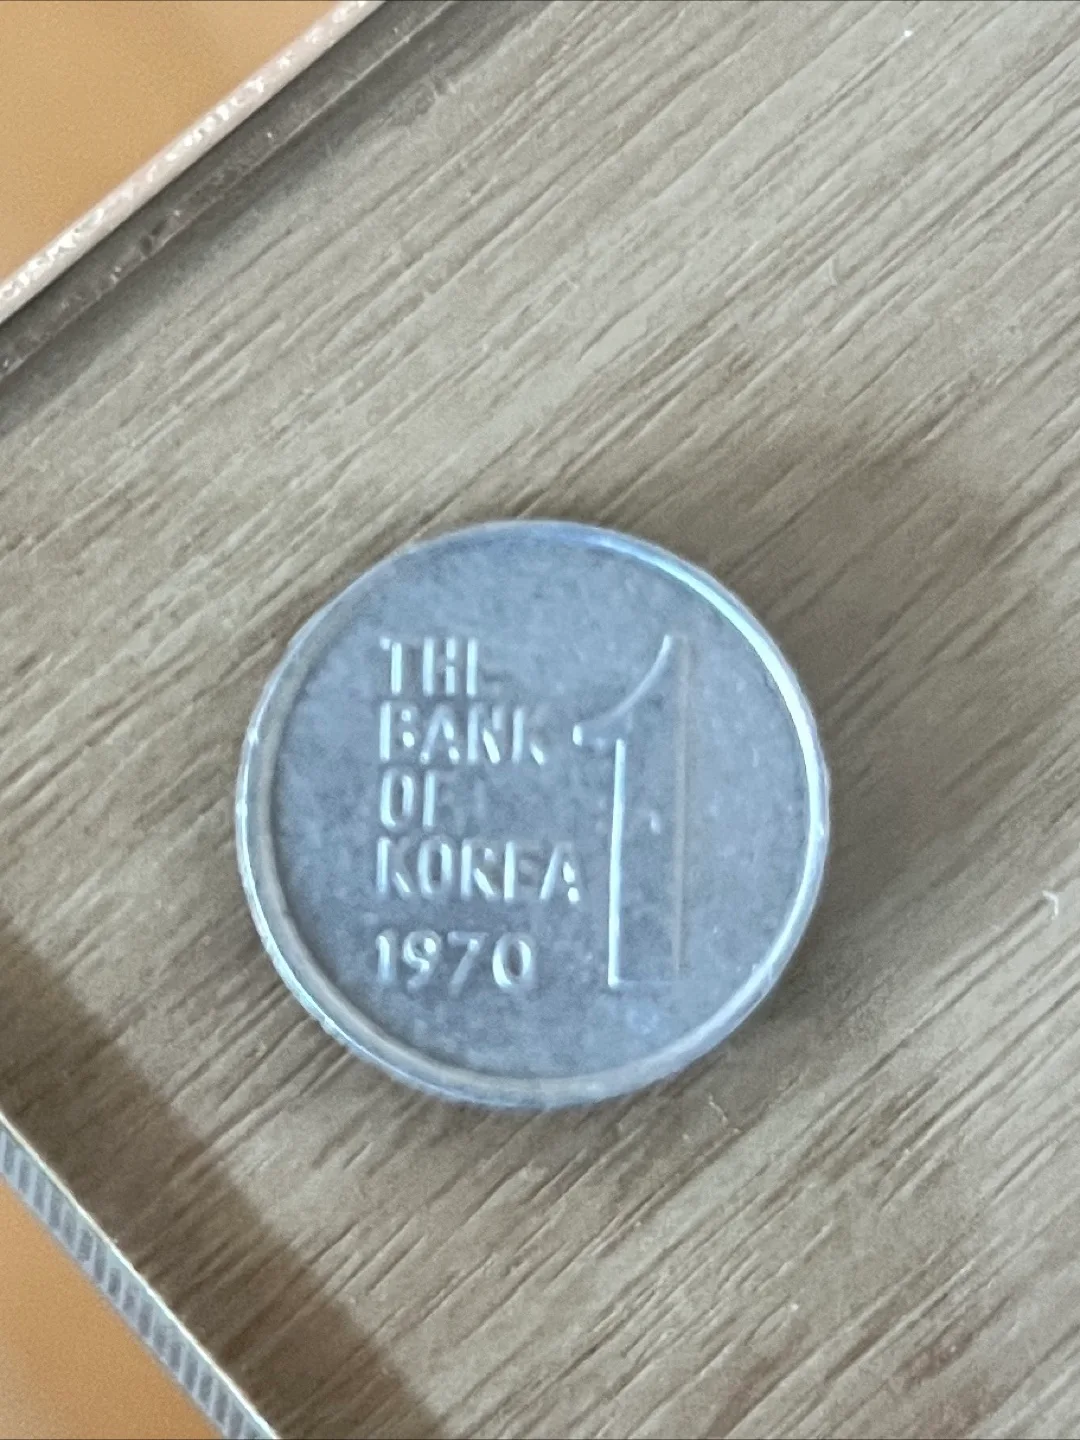 THE
BANK
OF
KOREA
1970
1